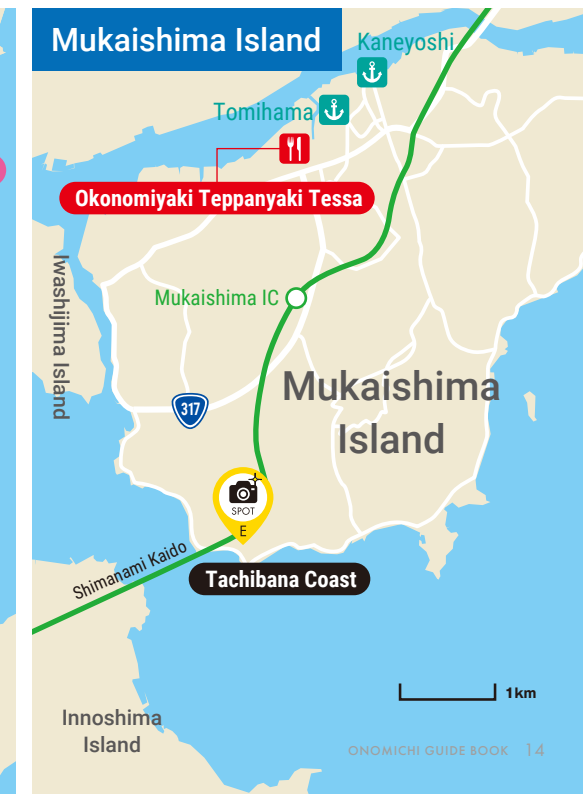 Mukaishima Island
Kaneyoshi
Tomihama
Okonomiyaki Teppanyaki Tessa
Iwashijima Island
Mukaishima IC
Mukaishima
Island
317
SPOT
E
Shimanami Kaido
Tachibana Coast
1km
Innoshima
Island
ONOMICHI GUIDE BOOK 14